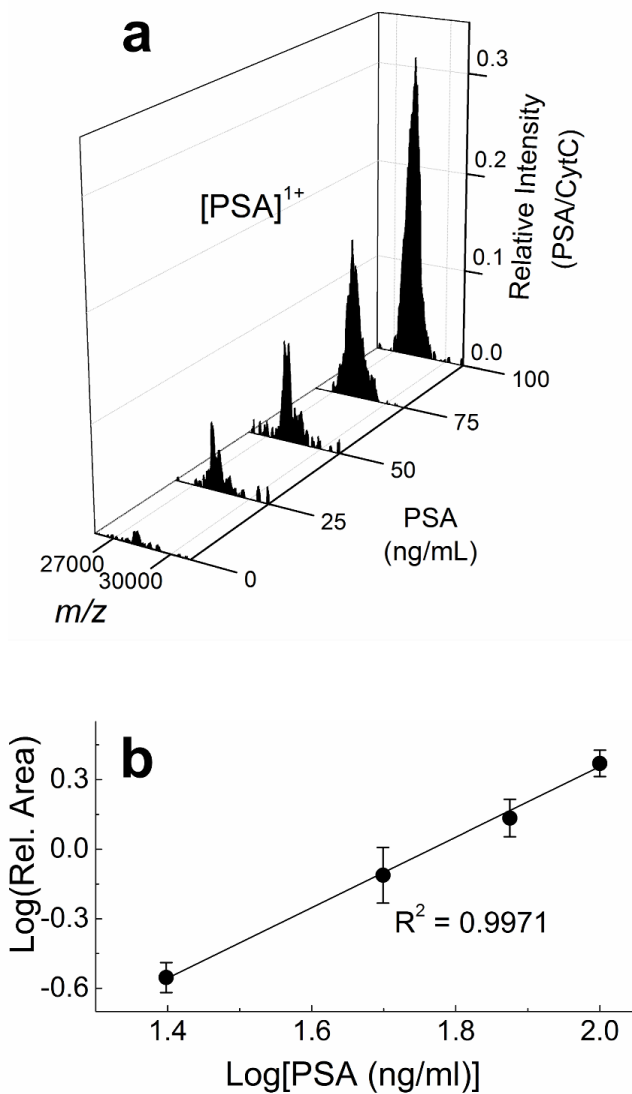 a
0.3
0.2
0.1
0.0
Relative Intensity
(PSA/CytC)
[PSA]¹⁺
100
75
50
25
0
PSA
(ng/mL)
27000
30000
m/z
b
Log(Rel. Area)
0.3
0.0
-0.3
-0.6
R² = 0.9971
1.4
1.6
1.8
2.0
Log[PSA (ng/ml)]